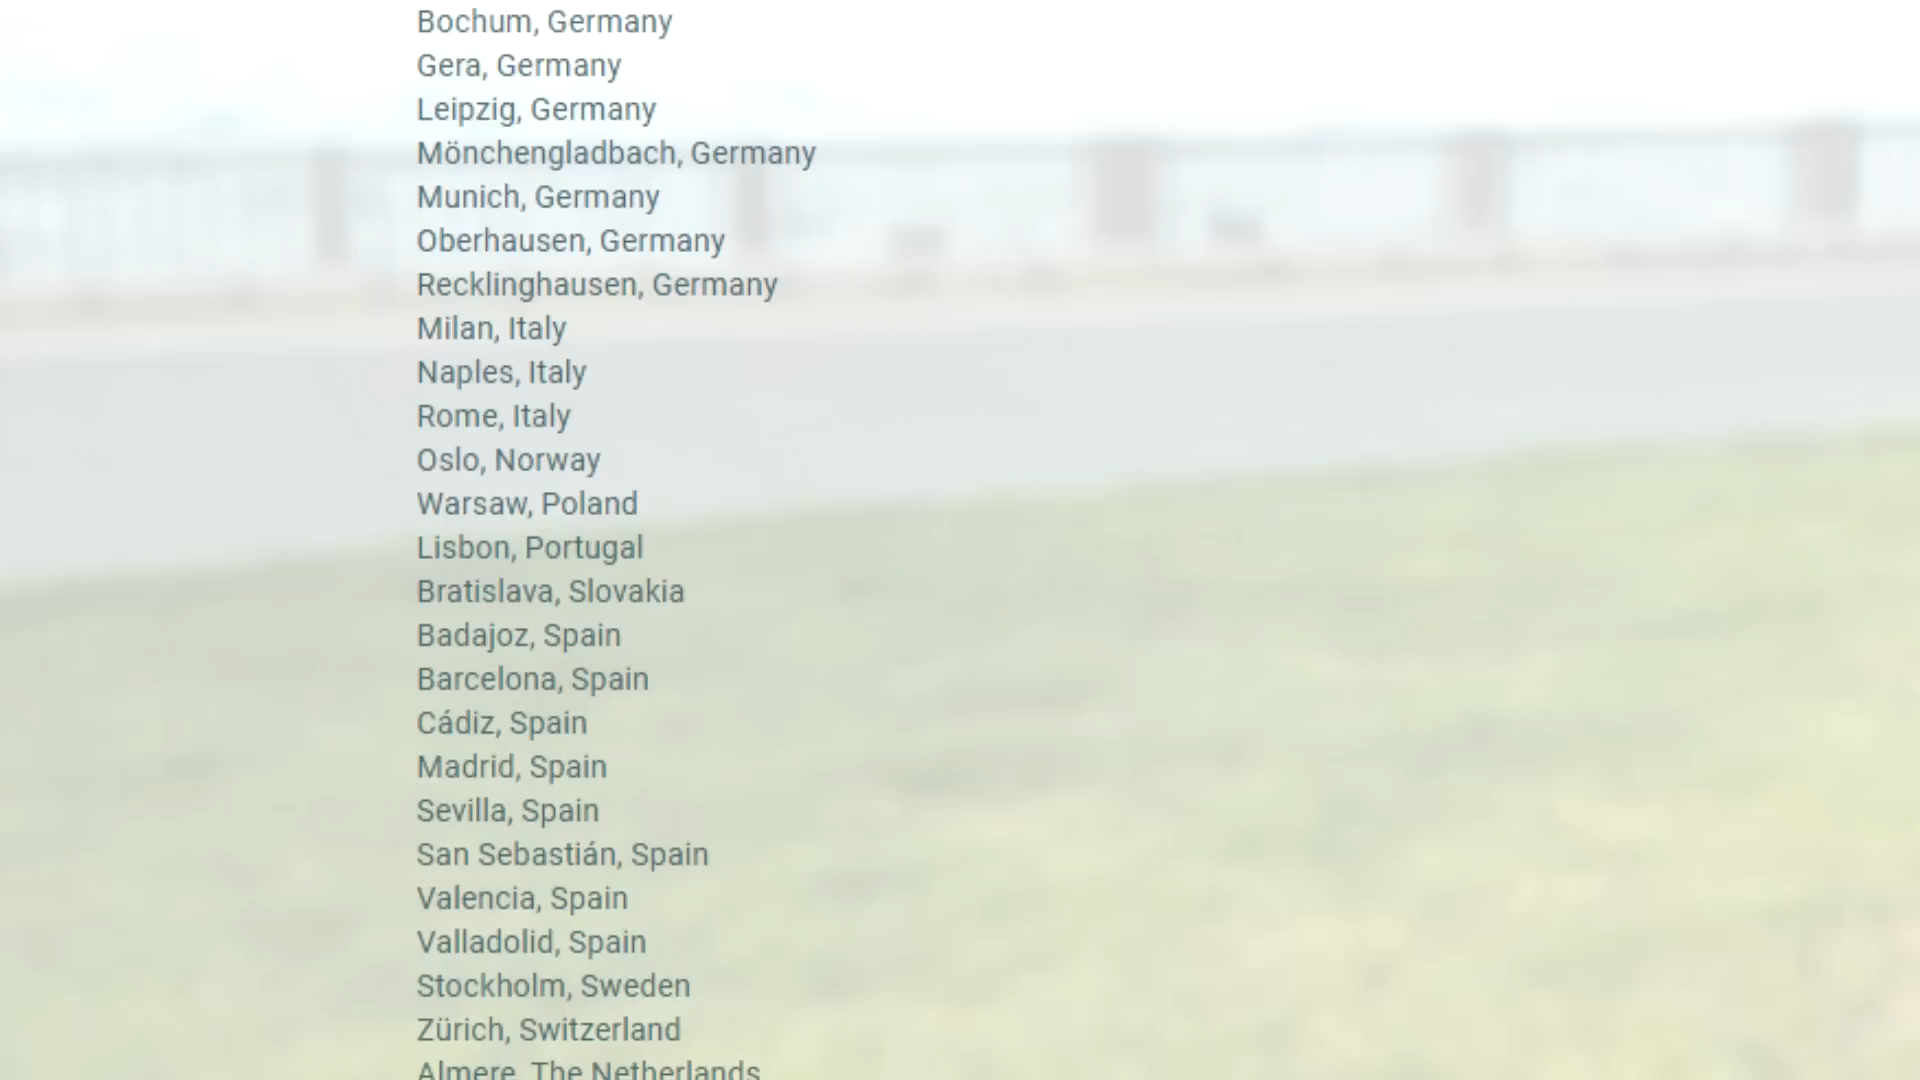 Bochum, Germany
Gera, Germany
Leipzig, Germany
Mönchengladbach, Germany
Munich, Germany
Oberhausen, Germany
Recklinghausen, Germany
Milan, Italy
Naples, Italy
Rome, Italy
Oslo, Norway
Warsaw, Poland
Lisbon, Portugal
Bratislava, Slovakia
Badajoz, Spain
Barcelona, Spain
Cádiz, Spain
Madrid, Spain
Sevilla, Spain
San Sebastián, Spain
Valencia, Spain
Valladolid, Spain
Stockholm, Sweden
Zürich, Switzerland
Almere, The Netherlands